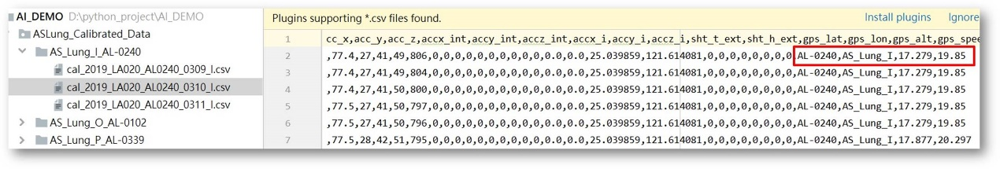 AI_DEMO D:\python_project\AI_DEMO
ASLung_Calibrated_Data
AS_Lung_I_AL-0240
cal_2019_LA020_AL0240_0309_I.csv
cal_2019_LA020_AL0240_0310_I.csv
cal_2019_LA020_AL0240_0311_I.csv
AS_Lung_O_AL-0102
AS_Lung_P_AL-0339
Plugins supporting *.csv files found.
Install plugins Ignore
1 cc_x,acc_y,acc_z,accx_int,accy_int,accz_int,accx_i,accy_i,accz_i,sht_t_ext,sht_h_ext,gps_lat,gps_lon,gps_alt,gps_spee
2 ,77.4,27,41,49,806,0,0,0,0,0,0,0,0,0.0,0.0,0.0,25.039859,121.614081,0,0,0,0,0,0,0,AL-0240,AS_Lung_I,17.279,19.85
3 ,77.4,27,41,49,804,0,0,0,0,0,0,0,0,0.0,0.0,0.0,25.039859,121.614081,0,0,0,0,0,0,0,AL-0240,AS_Lung_I,17.279,19.85
4 ,77.4,27,41,50,800,0,0,0,0,0,0,0,0,0.0,0.0,0.0,25.039859,121.614081,0,0,0,0,0,0,0,AL-0240,AS_Lung_I,17.279,19.85
5 ,77.5,27,41,50,797,0,0,0,0,0,0,0,0,0.0,0.0,0.0,25.039859,121.614081,0,0,0,0,0,0,0,AL-0240,AS_Lung_I,17.279,19.85
6 ,77.5,27,41,50,796,0,0,0,0,0,0,0,0,0.0,0.0,0.0,25.039859,121.614081,0,0,0,0,0,0,0,AL-0240,AS_Lung_I,17.279,19.85
7 ,77.5,28,42,51,795,0,0,0,0,0,0,0,0,0.0,0.0,0.0,25.039859,121.614081,0,0,0,0,0,0,0,AL-0240,AS_Lung_I,17.877,20.297